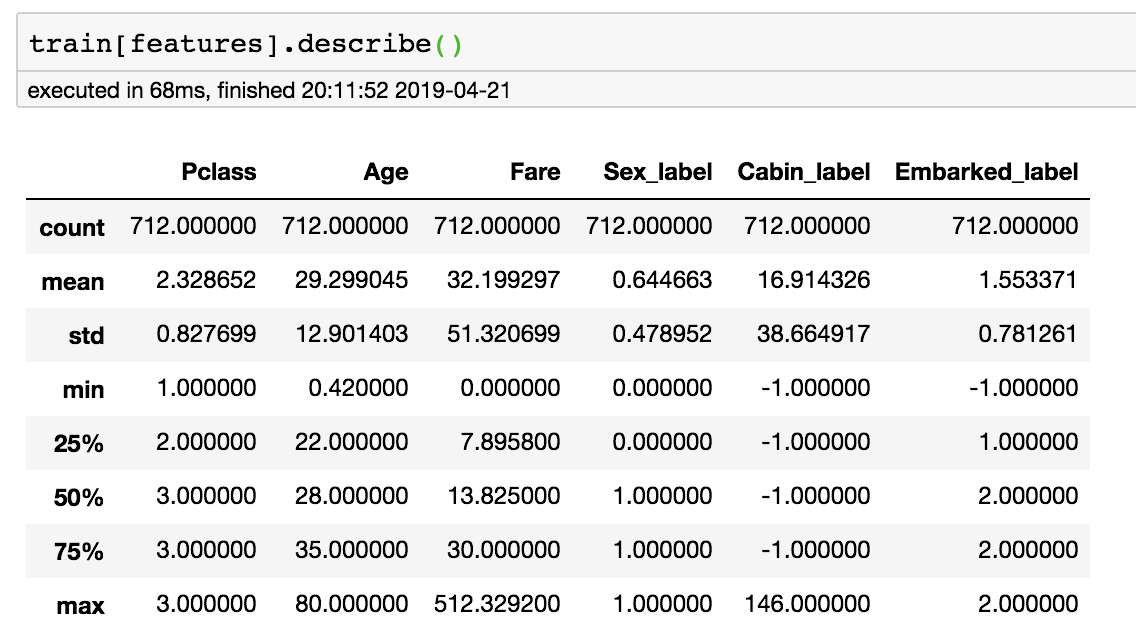 train[features].describe()
executed in 68ms, finished 20:11:52 2019-04-21
Pclass Age Fare Sex_label Cabin_label Embarked_label
count 712.000000 712.000000 712.000000 712.000000 712.000000 712.000000
mean 2.328652 29.299045 32.199297 0.644663 16.914326 1.553371
std 0.827699 12.901403 51.320699 0.478952 38.664917 0.781261
min 1.000000 0.420000 0.000000 0.000000 -1.000000 -1.000000
25% 2.000000 22.000000 7.895800 0.000000 -1.000000 1.000000
50% 3.000000 28.000000 13.825000 1.000000 -1.000000 2.000000
75% 3.000000 35.000000 30.000000 1.000000 -1.000000 2.000000
max 3.000000 80.000000 512.329200 1.000000 146.000000 2.000000